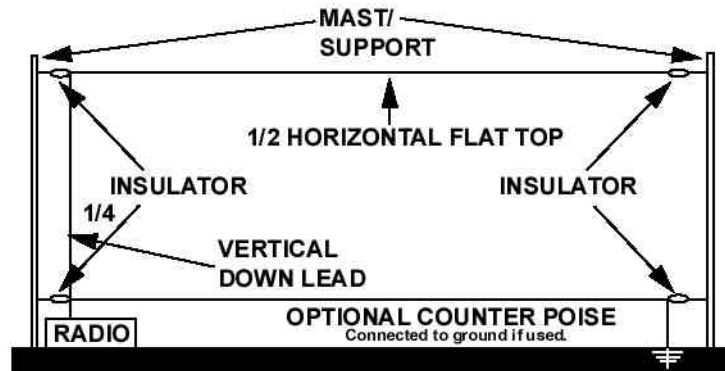 MAST/
SUPPORT
1/2 HORIZONTAL FLAT TOP
INSULATOR
INSULATOR
1/4
VERTICAL
DOWN LEAD
OPTIONAL COUNTER POISE
Connected to ground if used.
RADIO